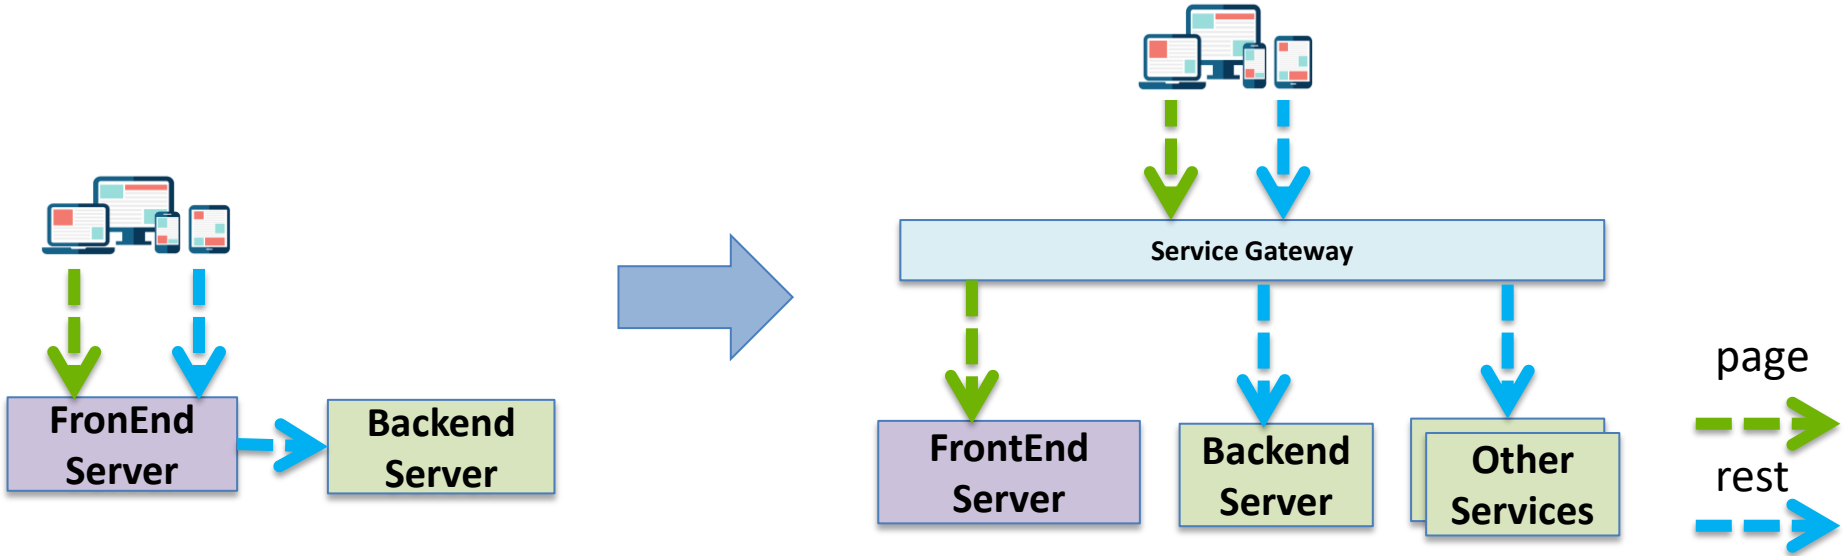 FronEnd
Server
Backend
Server
Service Gateway
FrontEnd
Server
Backend
Server
Other
Services
page
rest